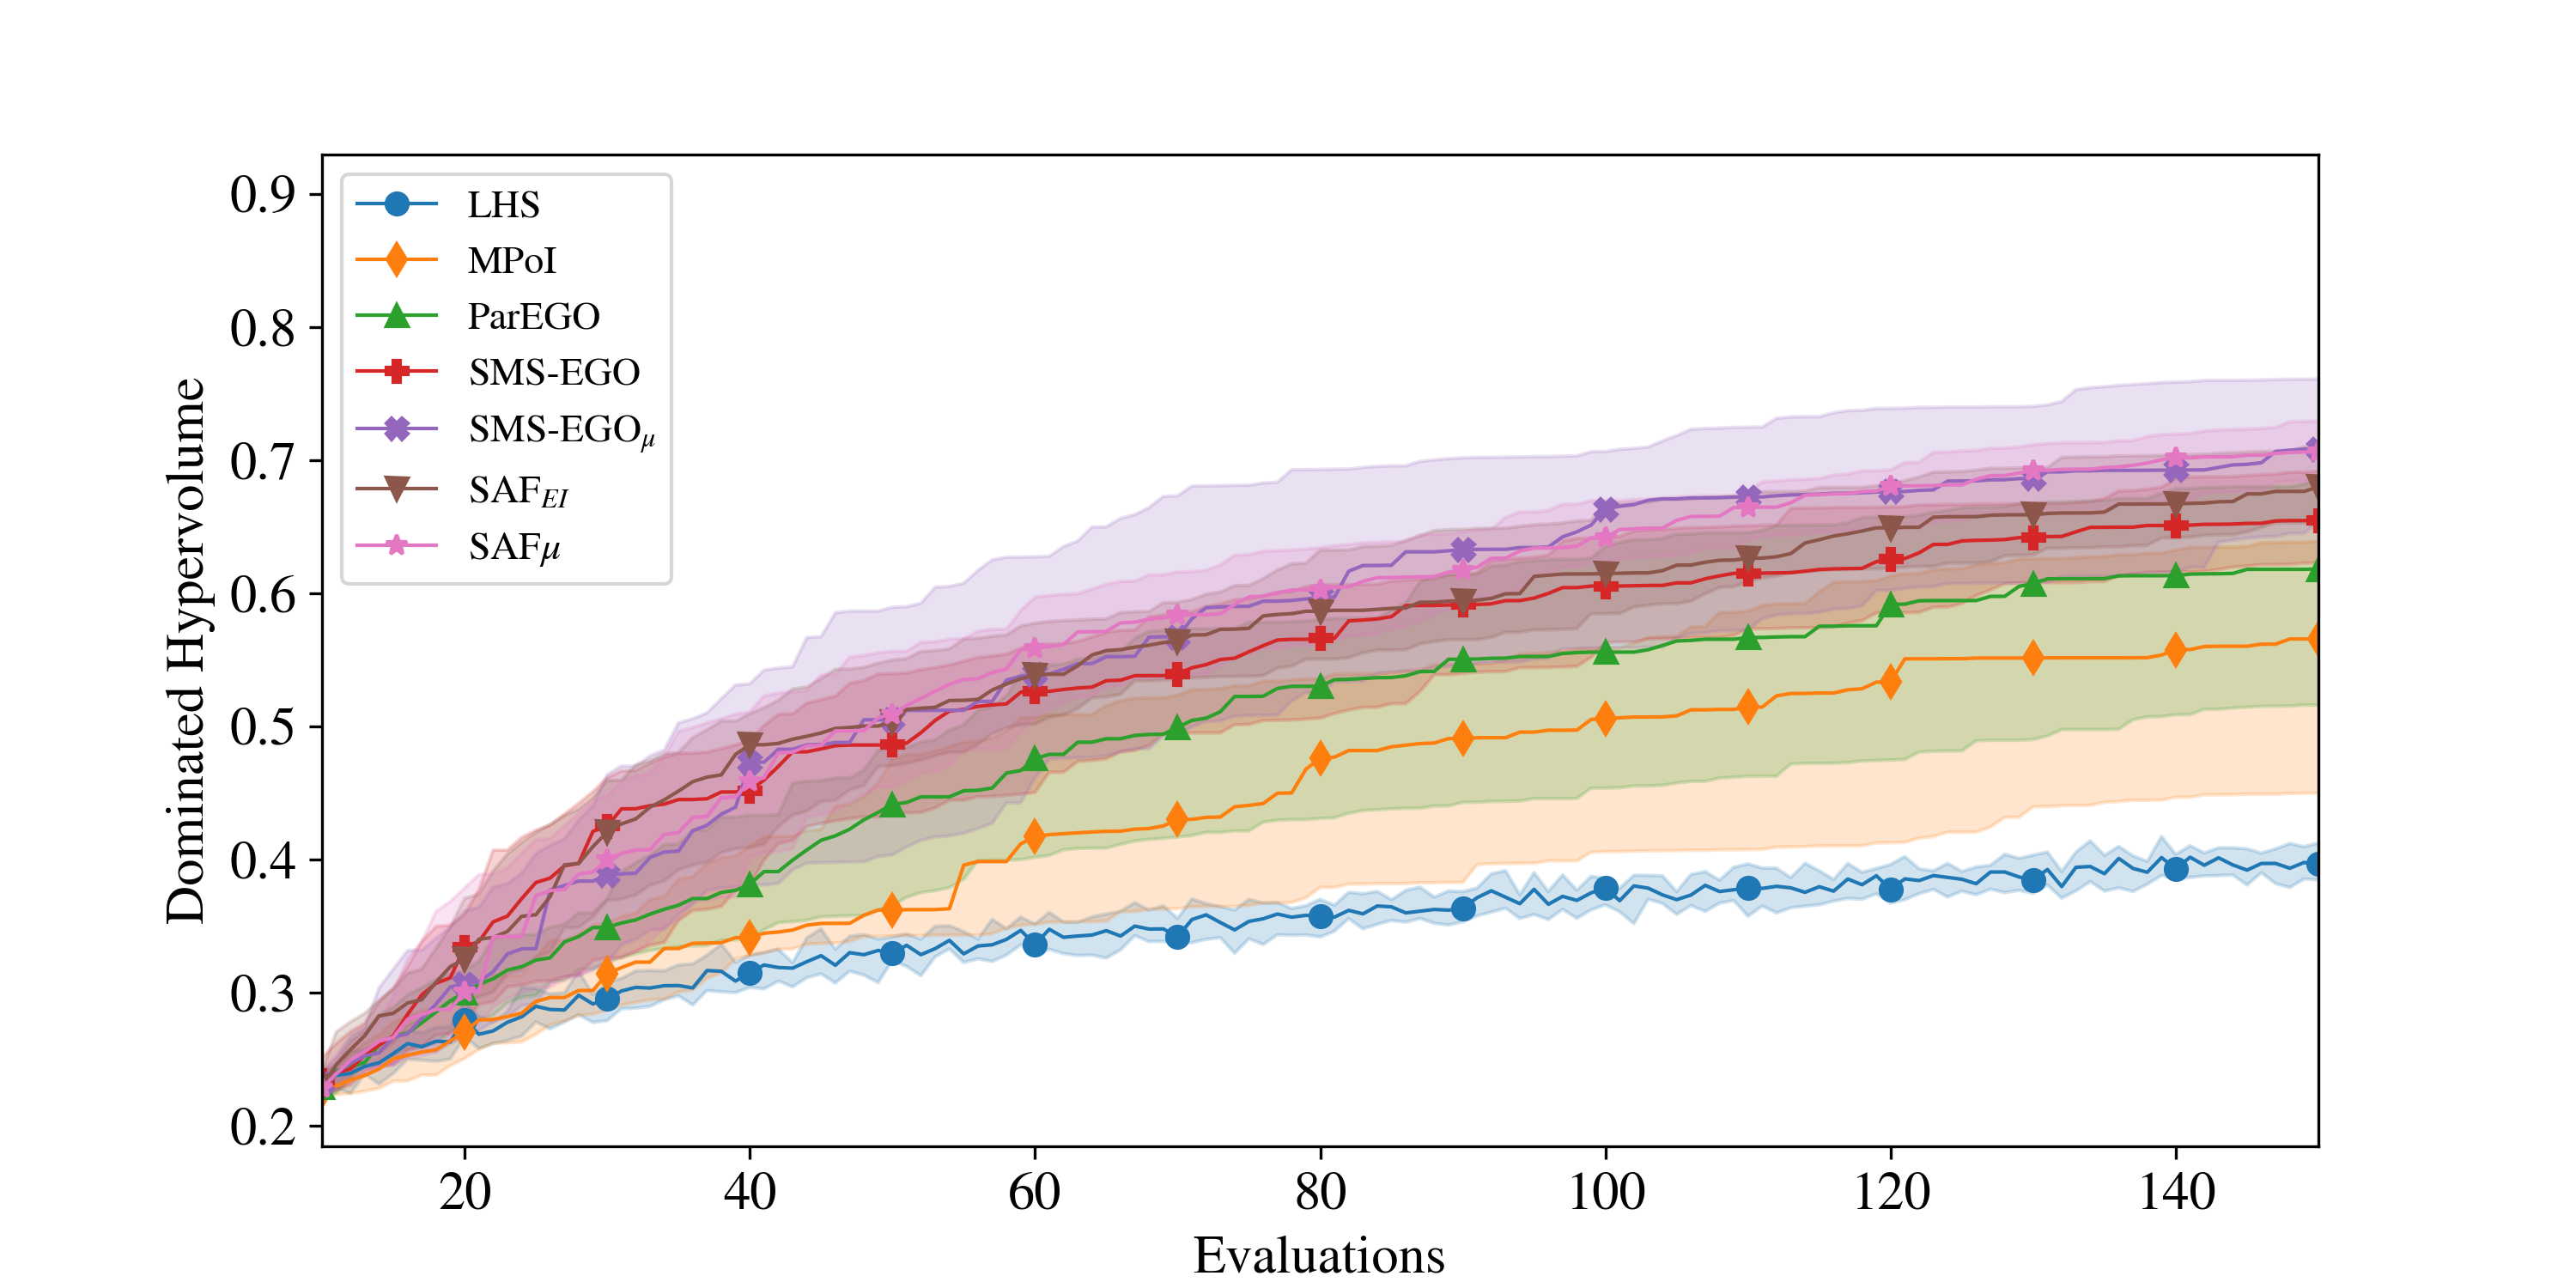 0.9
0.8
0.7
0.6
0.5
0.4
0.3
0.2
Dominated Hypervolume
LHS
MPoI
ParEGO
SMS-EGO
SMS-EGOμ
SAFEI
SAFμ
20 40 60 80 100 120 140
Evaluations